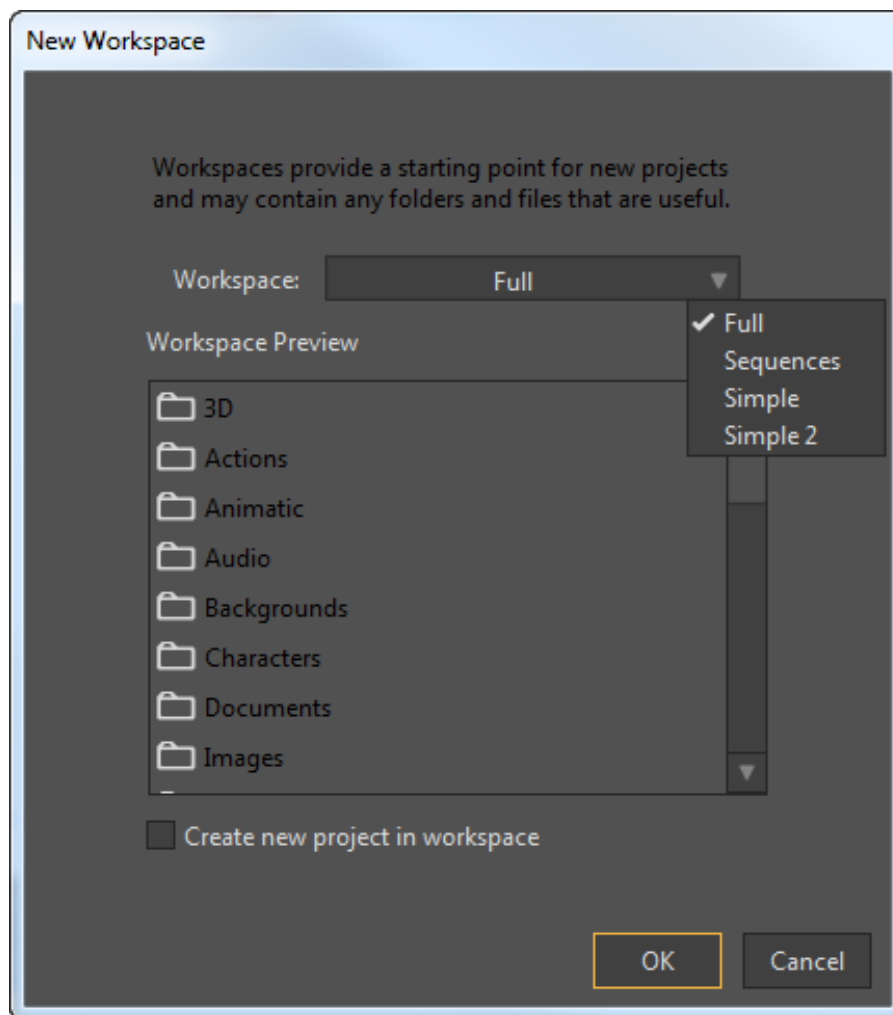 New Workspace
Workspaces provide a starting point for new projects
and may contain any folders and files that are useful.
Workspace:
Full
Full
Sequences
Simple
Simple 2
Workspace Preview
3D
Actions
Animatic
Audio
Backgrounds
Characters
Documents
Images
Create new project in workspace
OK
Cancel